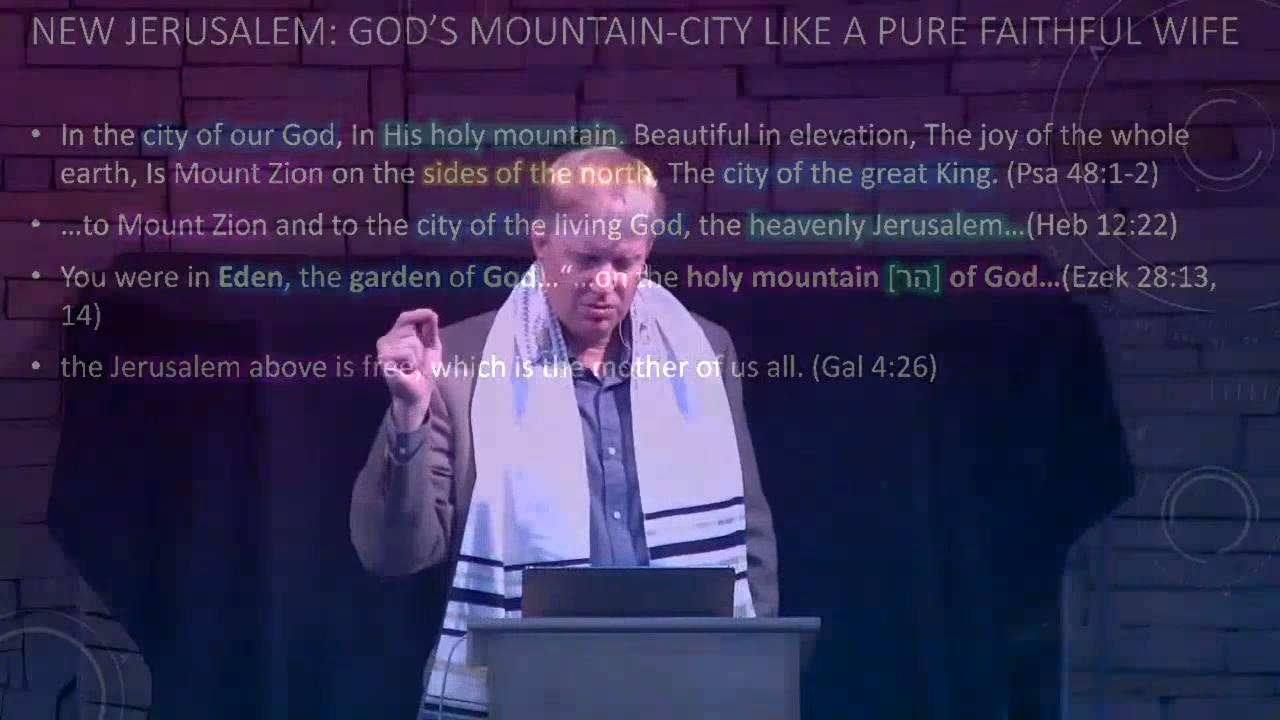 NEW JERUSALEM: GOD’S MOUNTAIN-CITY LIKE A PURE FAITHFUL WIFE
• In the city of our God, In His holy mountain. Beautiful in elevation, The joy of the whole
earth, Is Mount Zion on the sides of the north, The city of the great King. (Psa 48:1-2)
• …to Mount Zion and to the city of the living God, the heavenly Jerusalem…(Heb 12:22)
• You were in Eden, the garden of God… “…on the holy mountain [הר] of God…(Ezek 28:13,
14)
• the Jerusalem above is free, which is the mother of us all. (Gal 4:26)